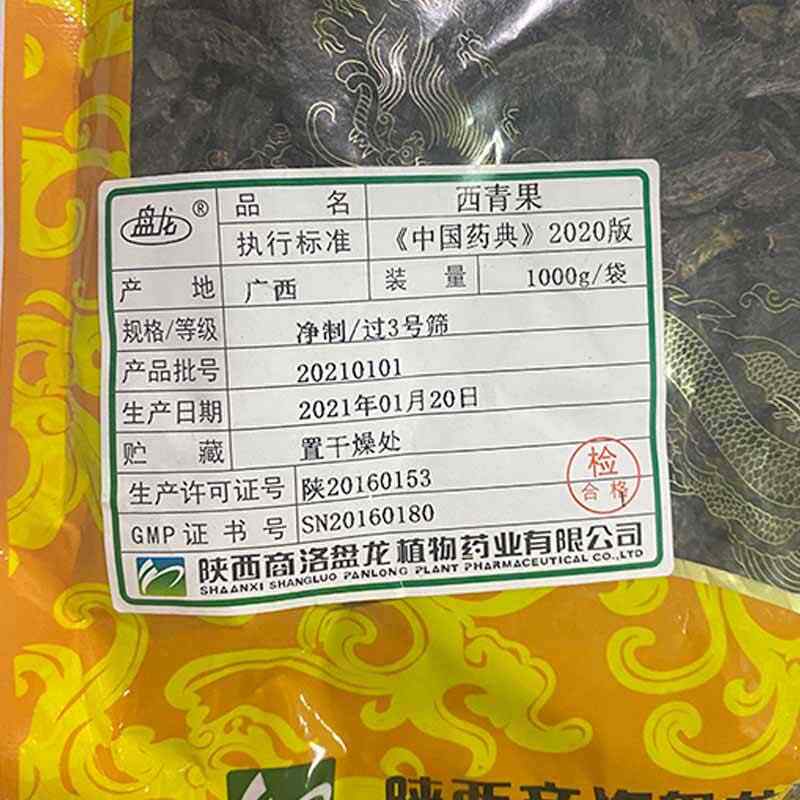 盘龙®
品 名 西青果
执行标准 《中国药典》2020版
产 地 广西 装 量 1000g/袋
规格/等级 净制/过3号筛
产品批号 20210101
生产日期 2021年01月20日
贮 藏 置干燥处
生产许可证号 陕20160153
GMP证书号 SN20160180
检
合格
陕西商洛盘龙植物药业有限公司
SHAANXI SHANGLUO PANLONG PLANT PHARMACEUTICAL CO.,LTD